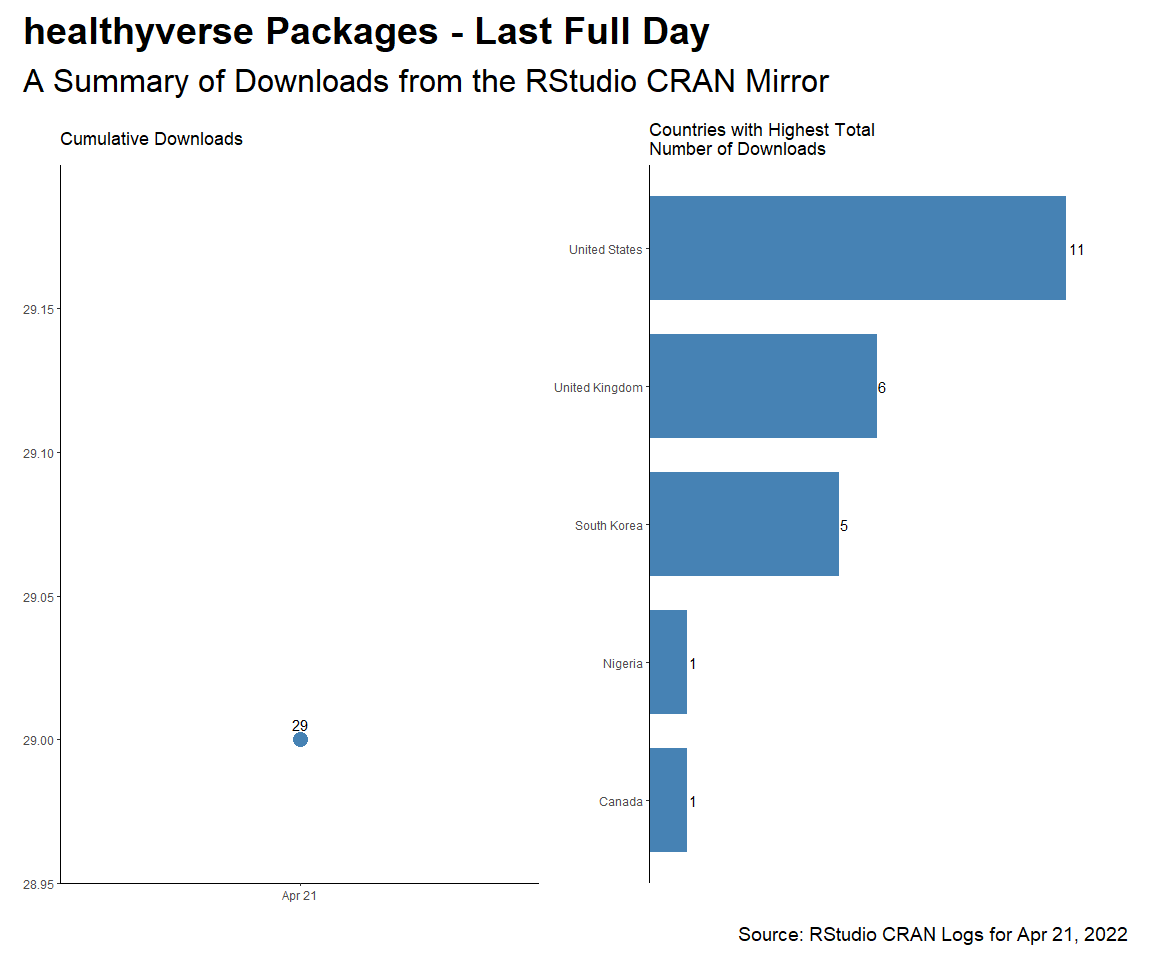 healthyverse Packages - Last Full Day
A Summary of Downloads from the RStudio CRAN Mirror
Cumulative Downloads
29.15
29.10
29.05
29.00
28.95
29
Apr 21
Countries with Highest Total
Number of Downloads
United States
11
United Kingdom
6
South Korea
5
Nigeria
1
Canada
1
Source: RStudio CRAN Logs for Apr 21, 2022